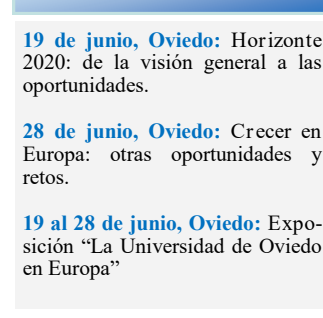 19 de junio, Oviedo: Horizonte
2020: de la visión general a las
oportunidades.
28 de junio, Oviedo: Crecer en
Europa: otras oportunidades y
retos.
19 al 28 de junio, Oviedo: Expo-
sición “La Universidad de Oviedo
en Europa”